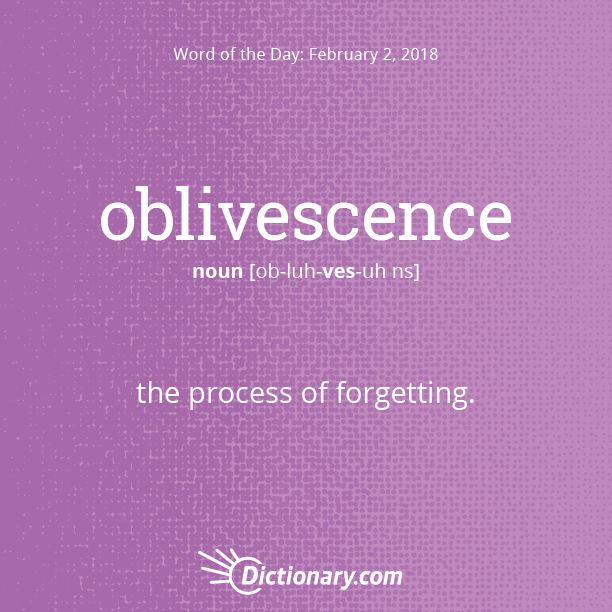 Word of the Day: February 2, 2018
oblivescence
noun [ob-luh-ves-uh ns]
the process of forgetting.
Dictionary.com